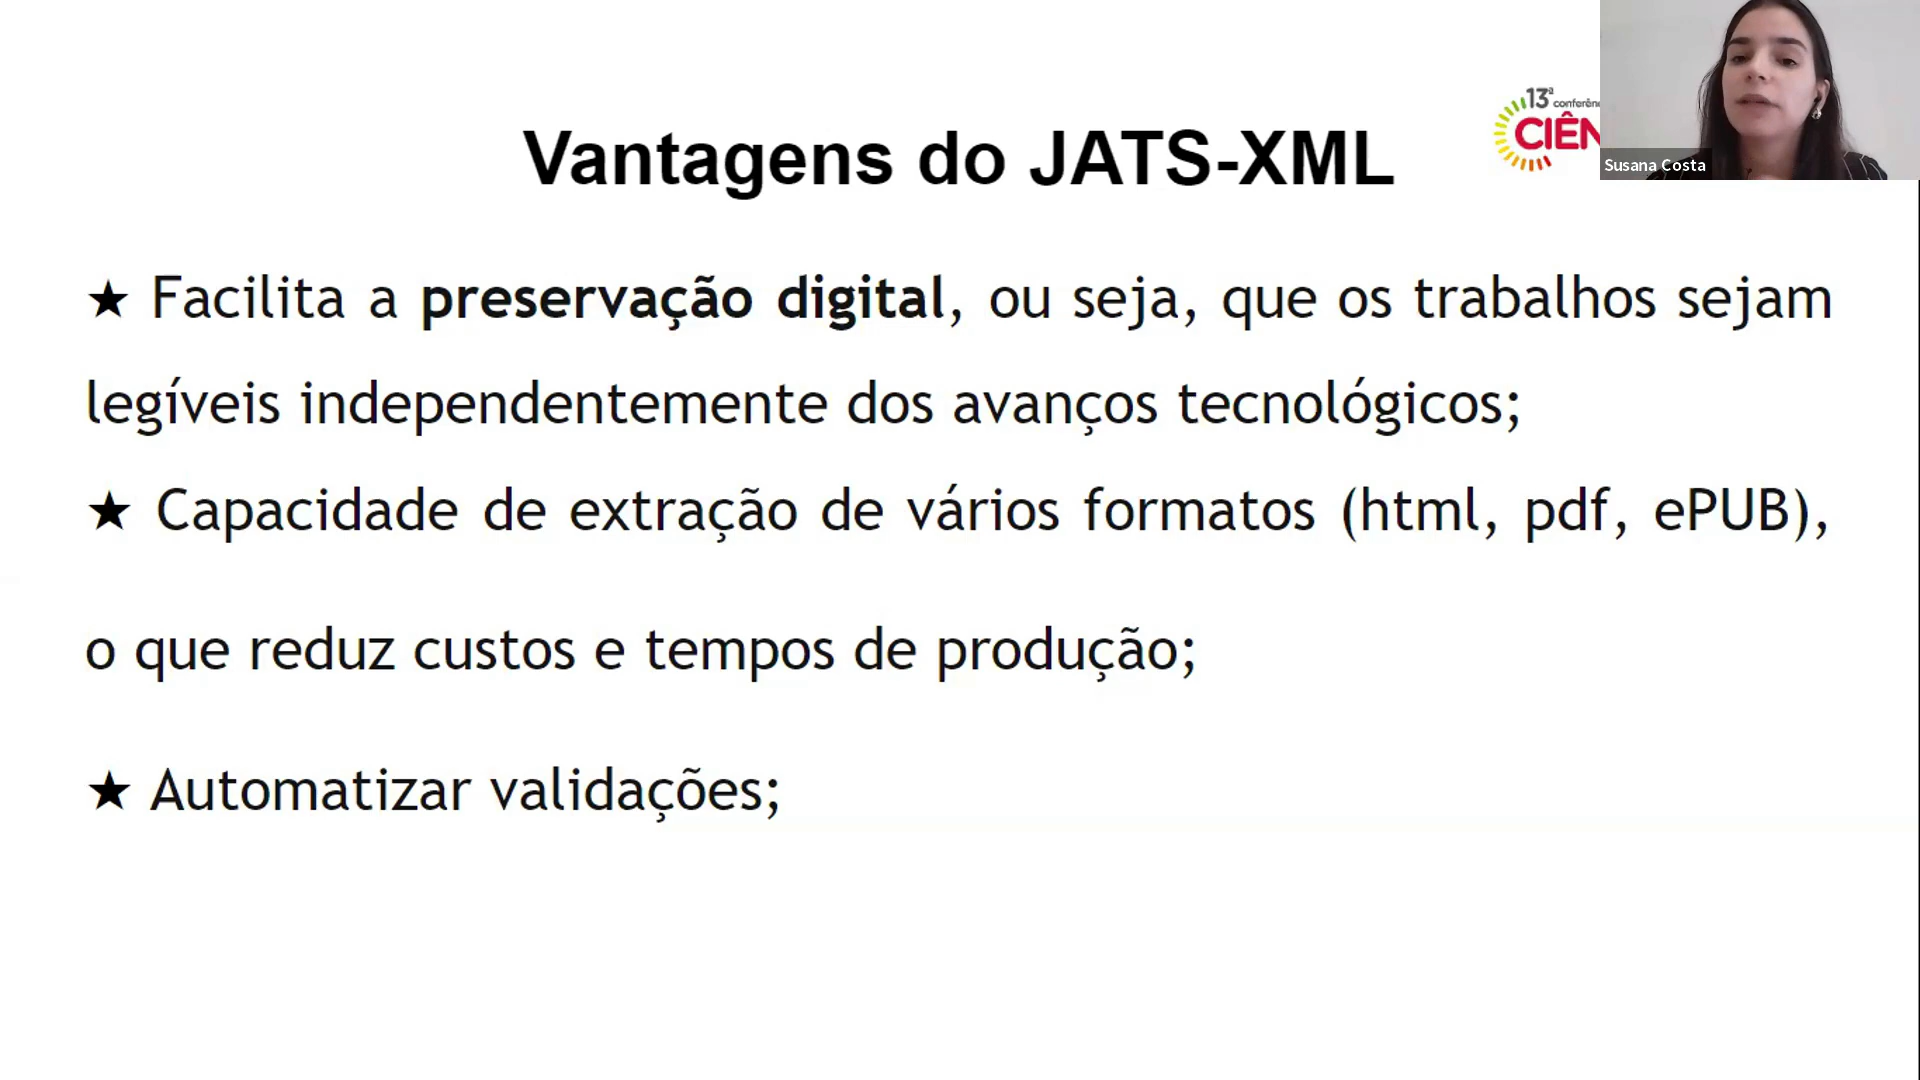 13ª conferên
CIÊN
Susana Costa
Vantagens do JATS-XML
★ Facilita a preservação digital, ou seja, que os trabalhos sejam
legíveis independentemente dos avanços tecnológicos;
★ Capacidade de extração de vários formatos (html, pdf, ePUB),
o que reduz custos e tempos de produção;
★ Automatizar validações;